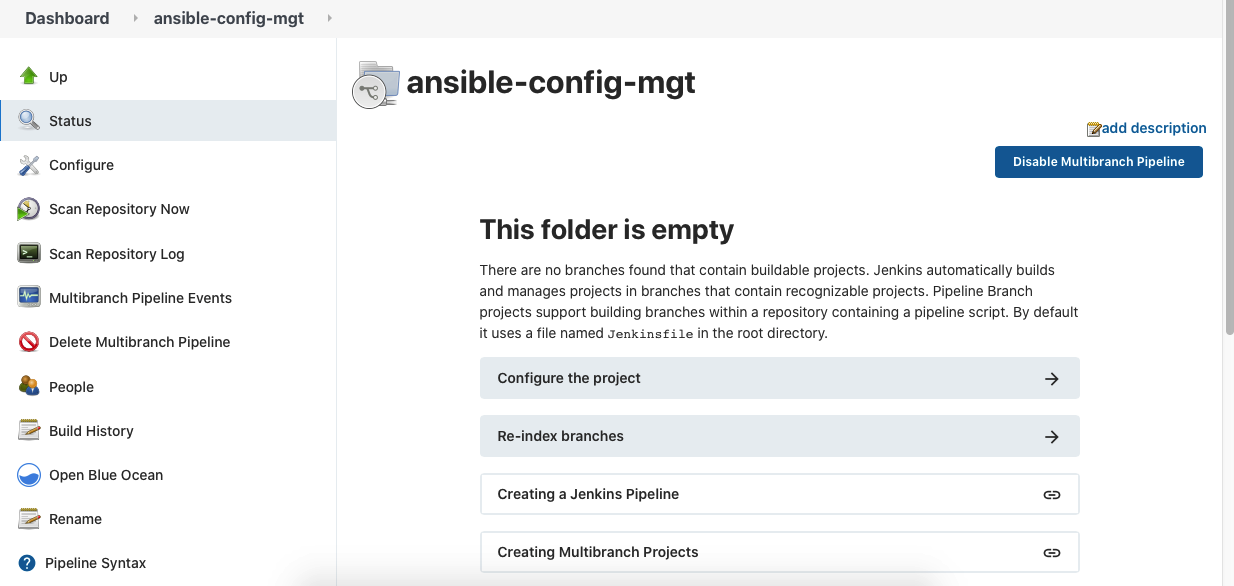 Dashboard ansible-config-mgt
Up
Status
Configure
Scan Repository Now
Scan Repository Log
Multibranch Pipeline Events
Delete Multibranch Pipeline
People
Build History
Open Blue Ocean
Rename
Pipeline Syntax
ansible-config-mgt
add description
Disable Multibranch Pipeline
This folder is empty
There are no branches found that contain buildable projects. Jenkins automatically builds
and manages projects in branches that contain recognizable projects. Pipeline Branch
projects support building branches within a repository containing a pipeline script. By default
it uses a file named Jenkinsfile in the root directory.
Configure the project
Re-index branches
Creating a Jenkins Pipeline
Creating Multibranch Projects